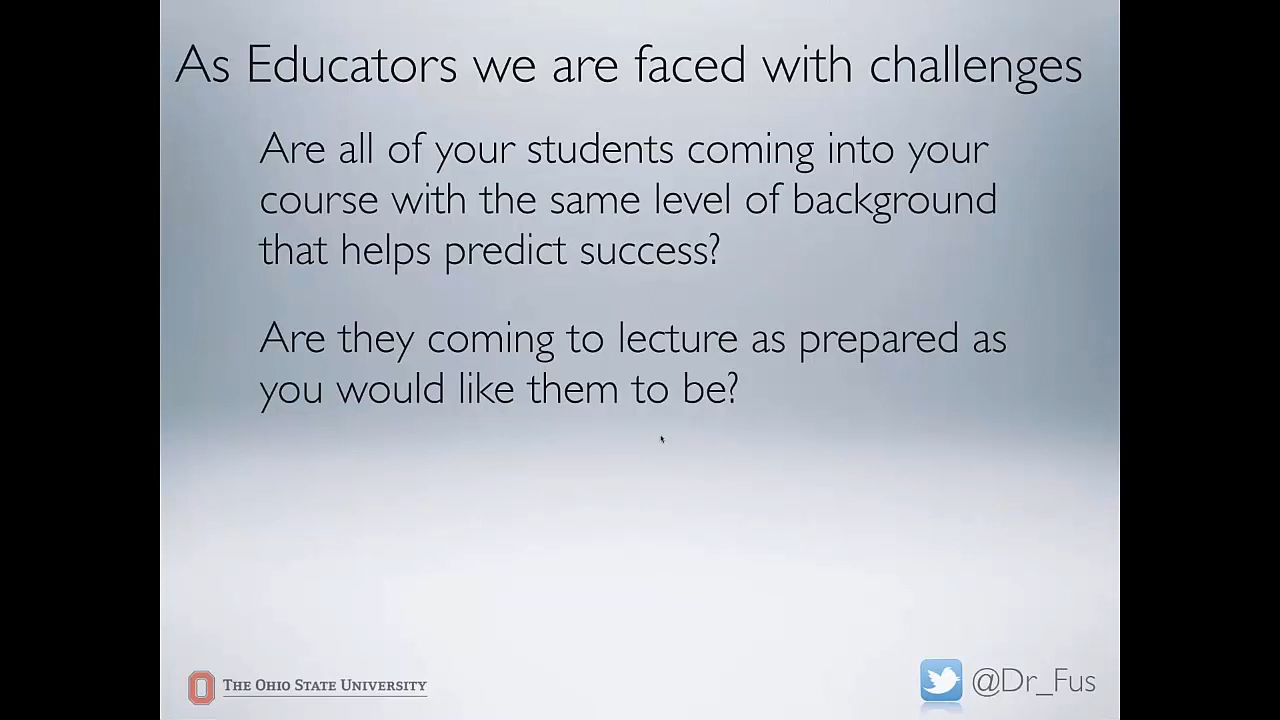 As Educators we are faced with challenges
Are all of your students coming into your
course with the same level of background
that helps predict success?
Are they coming to lecture as prepared as
you would like them to be?
THE OHIO STATE UNIVERSITY
@Dr_Fus